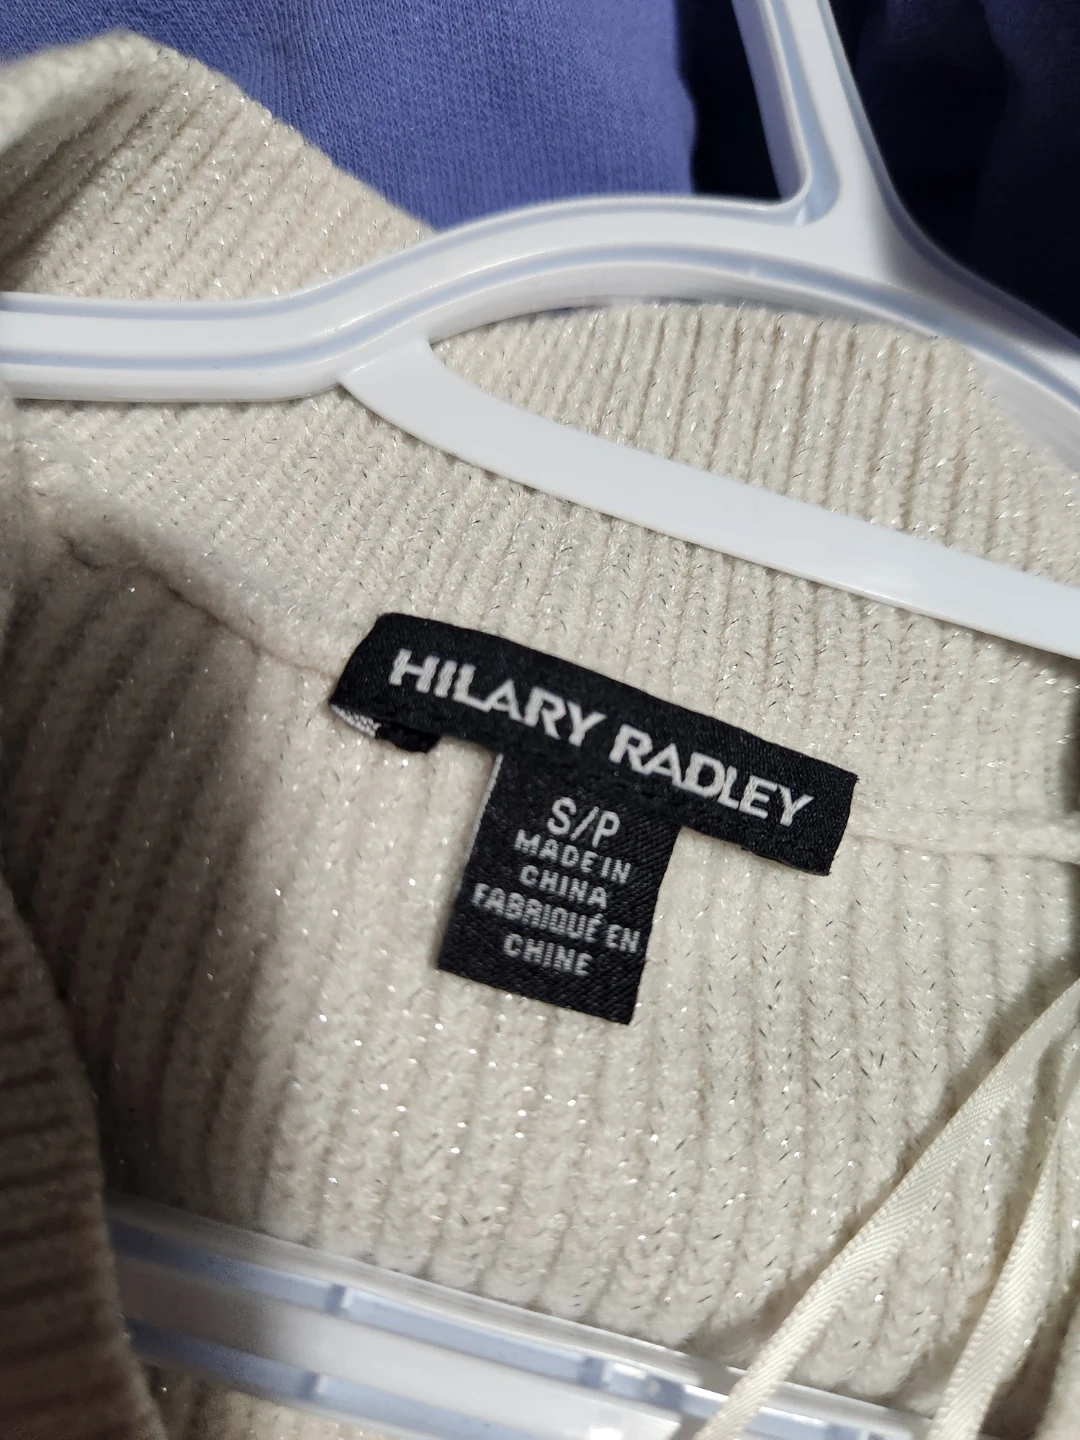 HILARY RADLEY
S/P
MADE IN
CHINA
FABRIQUÉ EN
CHINE